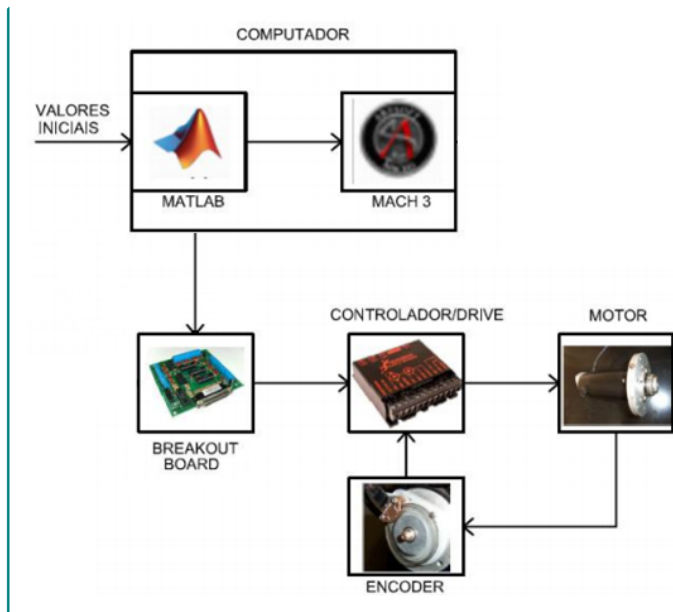 COMPUTADOR
VALORES
INICIAIS
MATLAB
MACH 3
CONTROLADOR/DRIVE
MOTOR
BREAKOUT
BOARD
ENCODER